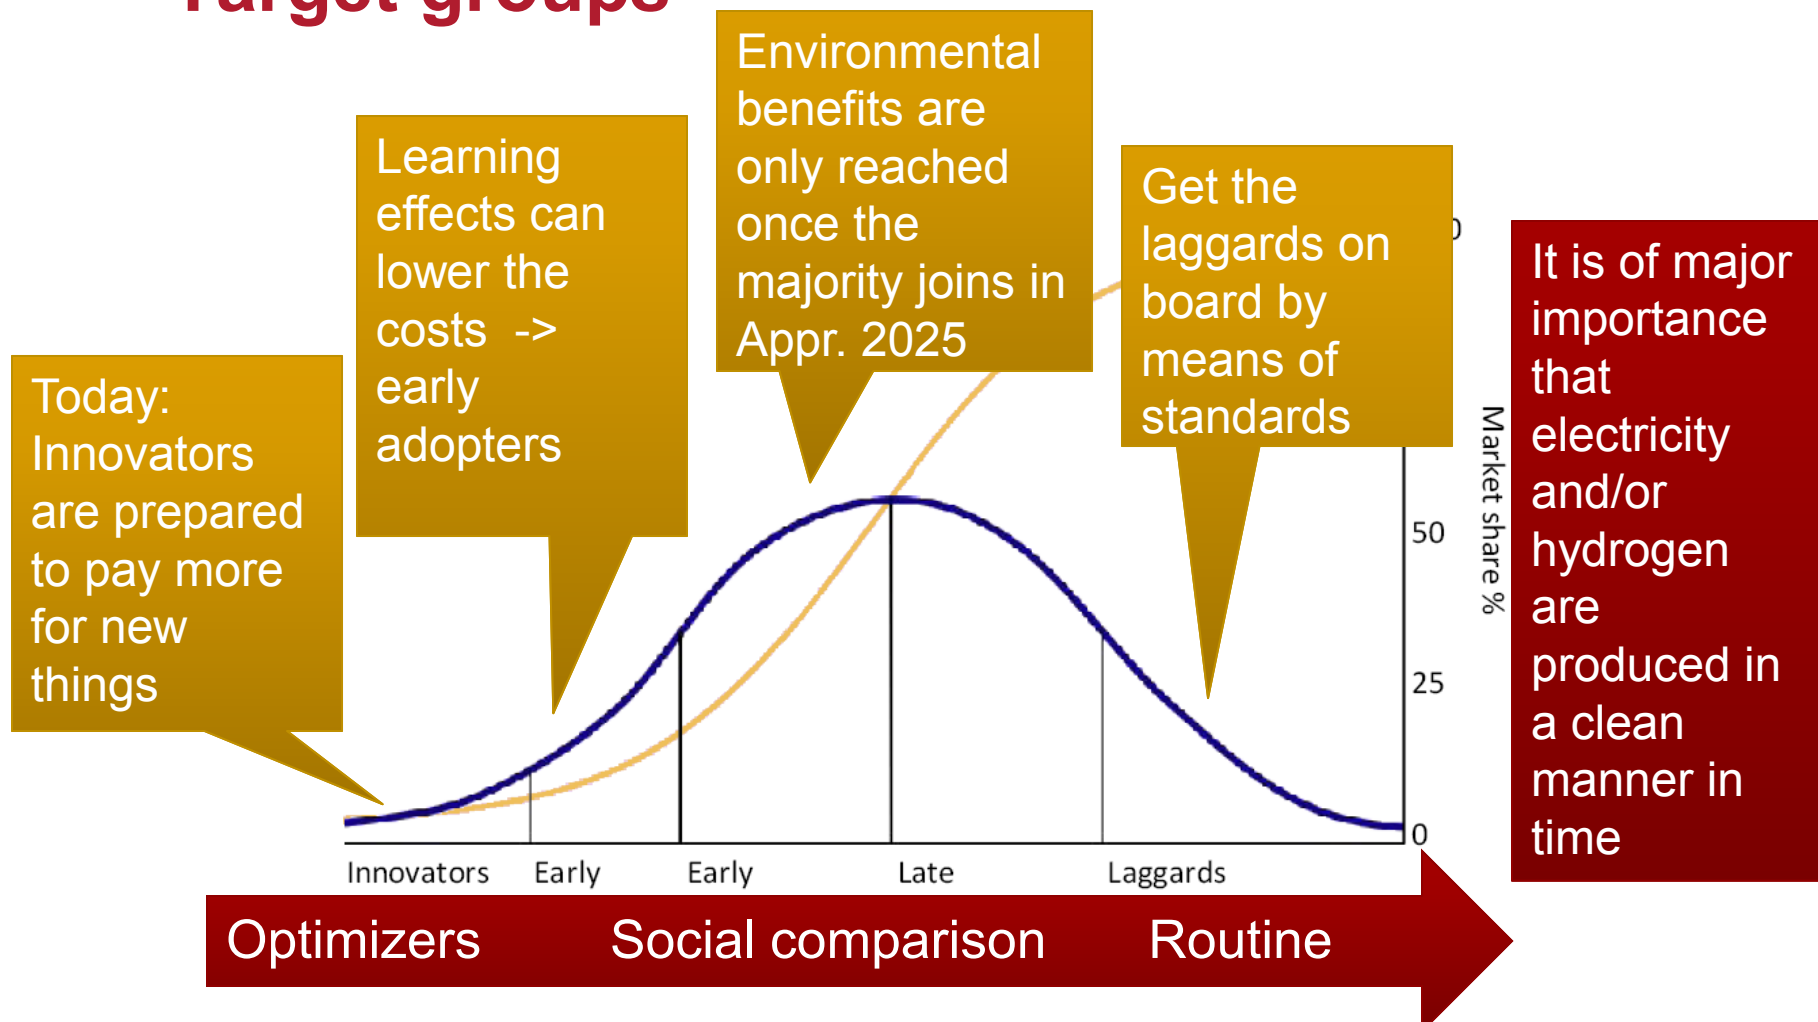 Target groups
Environmental
benefits are
only reached
once the
majority joins in
Appr. 2025
Learning
effects can
lower the
costs ->
early
adopters
Get the
laggards on
board by
means of
standards
It is of major
importance
that
electricity
and/or
hydrogen
are
produced in
a clean
manner in
time
Today:
Innovators
are prepared
to pay more
for new
things
Market share %
50
25
0
Innovators Early Early Late Laggards
Optimizers Social comparison Routine